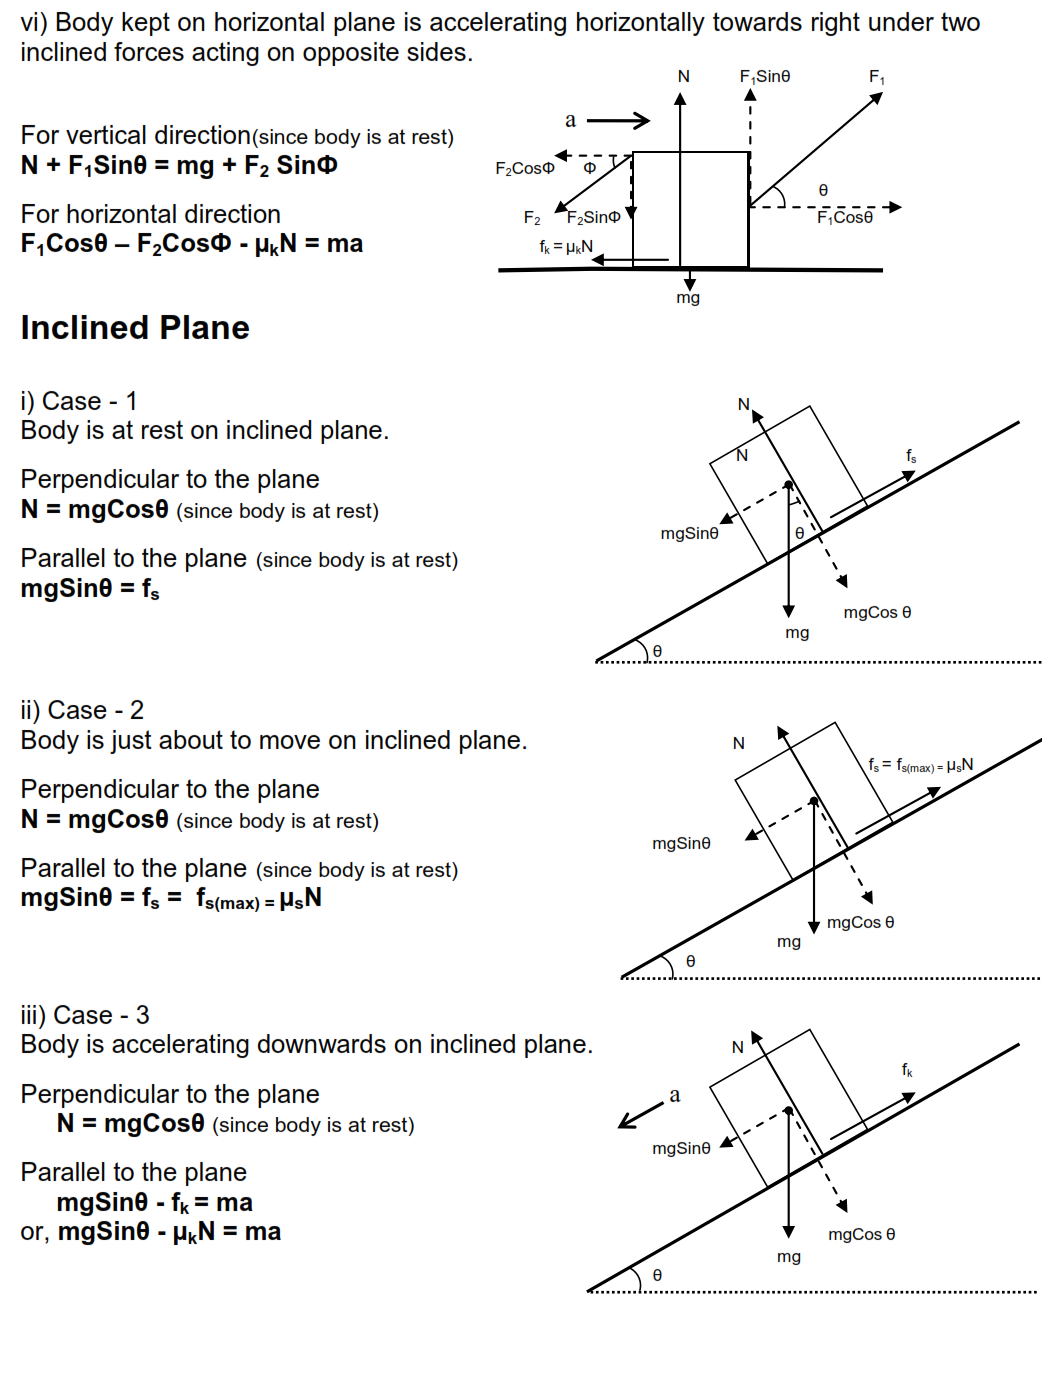 vi) Body kept on horizontal plane is accelerating horizontally towards right under two
inclined forces acting on opposite sides.
N
F₁Sinθ
F₁
a
For vertical direction(since body is at rest)
N + F₁Sinθ = mg + F₂ SinΦ
F₂CosΦ
Φ
θ
For horizontal direction
F₂
F₂SinΦ
F₁Cosθ
F₁Cosθ – F₂CosΦ - μₖN = ma
fₖ = μₖN
mg
Inclined Plane
i) Case - 1
Body is at rest on inclined plane.
N
N
fₛ
Perpendicular to the plane
N = mgCosθ (since body is at rest)
mgSinθ
θ
Parallel to the plane (since body is at rest)
mgSinθ = fₛ
mgCos θ
mg
θ
ii) Case - 2
Body is just about to move on inclined plane.
N
fₛ = fₛ₍ₘₐₓ₎ = μₛN
Perpendicular to the plane
N = mgCosθ (since body is at rest)
mgSinθ
Parallel to the plane (since body is at rest)
mgSinθ = fₛ = fₛ₍ₘₐₓ₎ = μₛN
mgCos θ
mg
θ
iii) Case - 3
Body is accelerating downwards on inclined plane.
N
fₖ
a
Perpendicular to the plane
N = mgCosθ (since body is at rest)
mgSinθ
Parallel to the plane
mgSinθ - fₖ = ma
or, mgSinθ - μₖN = ma
mgCos θ
mg
θ